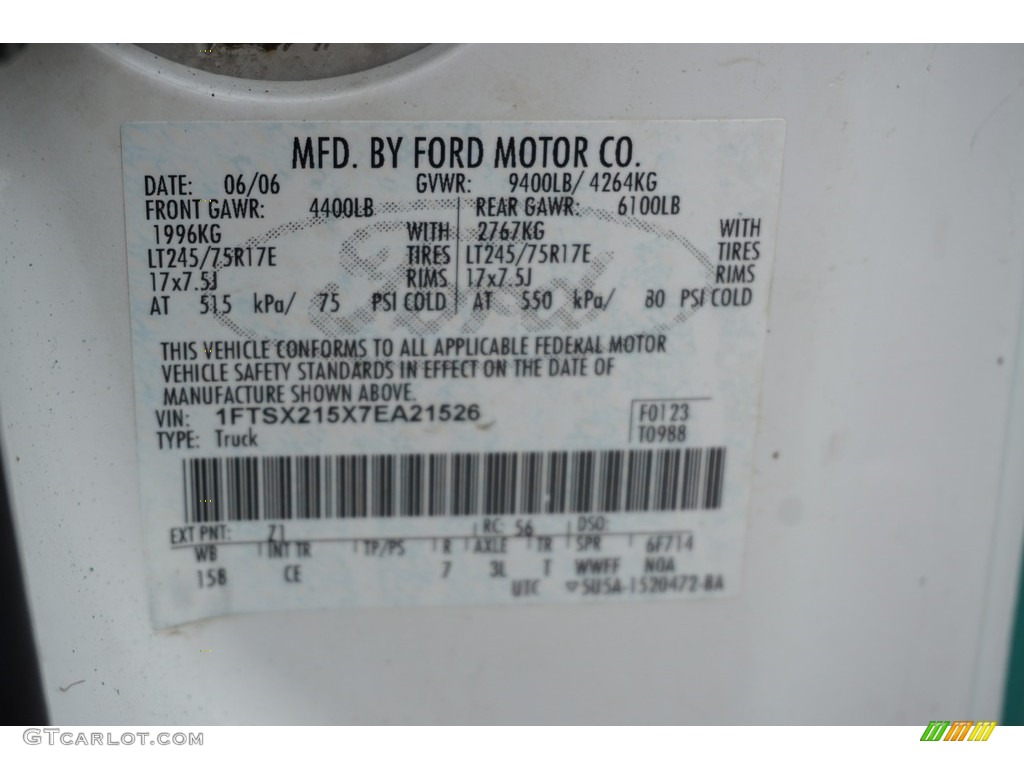 MFD. BY FORD MOTOR CO.
DATE: 06/06 GVWR: 9400LB/ 4264KG
FRONT GAWR: 4400LB REAR GAWR: 6100LB
1996KG WITH 2767KG WITH
LT245/75R17E TIRES LT245/75R17E TIRES
17x7.5J RIMS 17x7.5J RIMS
AT 515 kPa/ 75 PSI COLD AT 550 kPa/ 80 PSI COLD
Ford
THIS VEHICLE CONFORMS TO ALL APPLICABLE FEDERAL MOTOR
VEHICLE SAFETY STANDARDS IN EFFECT ON THE DATE OF
MANUFACTURE SHOWN ABOVE.
VIN: 1FTSX215X7EA21526 F0123
TYPE: Truck T0988
EXT PNT: Z1 RC: 56 DSO:
WB INT TR TP/PS R AXLE TR SPR 6F714
158 CE 7 3L T WWFF NOA
UTC 5U5A-1520472-BA
GTCARLOT.COM